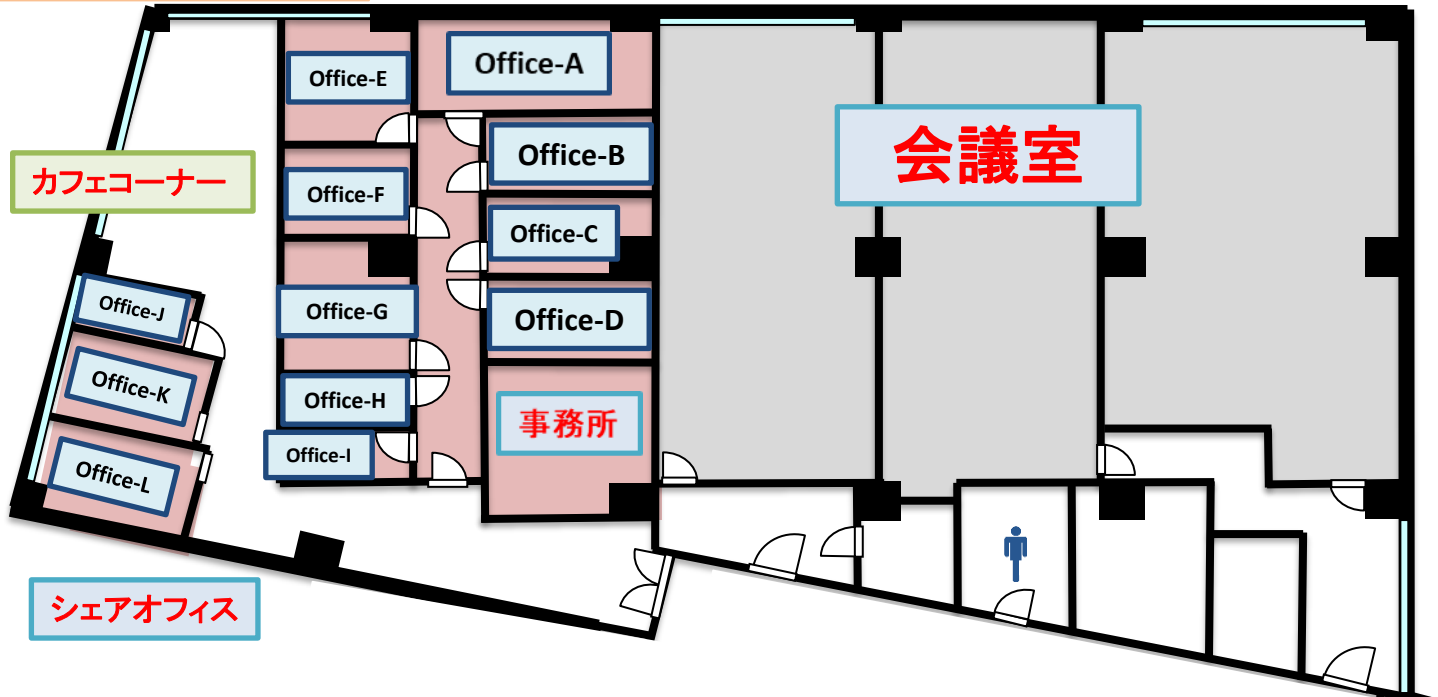 Office-A
Office-E
Office-B
会議室
カフェコーナー
Office-F
Office-C
Office-J
Office-G
Office-D
Office-K
Office-H
事務所
Office-I
Office-L
シェアオフィス